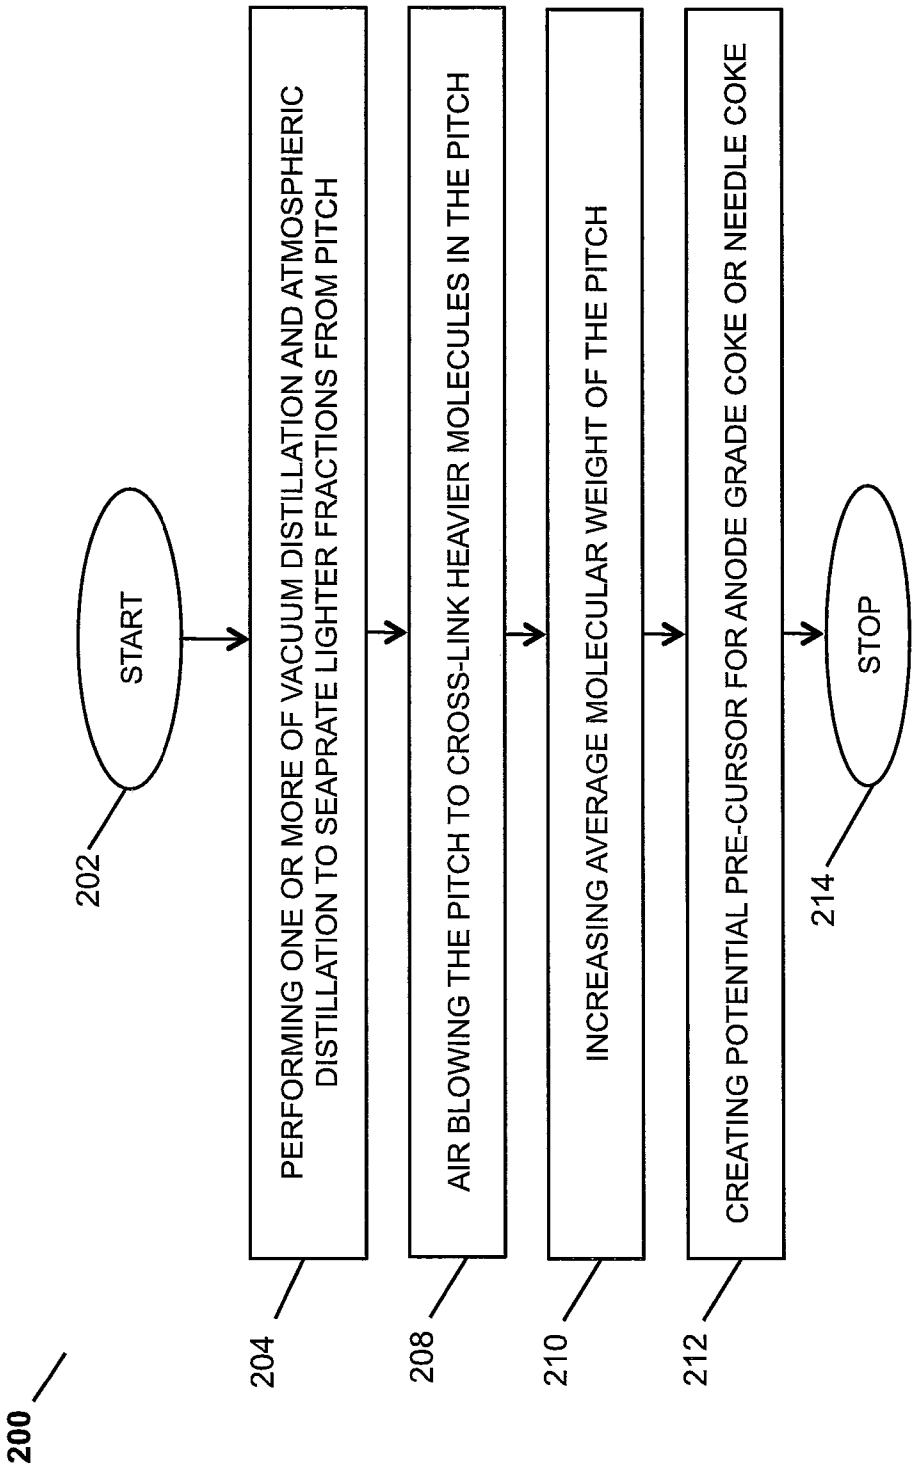 200
START
202
PERFORMING ONE OR MORE OF VACUUM DISTILLATION AND ATMOSPHERIC
DISTILLATION TO SEAPRATE LIGHTER FRACTIONS FROM PITCH
204
AIR BLOWING THE PITCH TO CROSS-LINK HEAVIER MOLECULES IN THE PITCH
208
INCREASING AVERAGE MOLECULAR WEIGHT OF THE PITCH
210
CREATING POTENTIAL PRE-CURSOR FOR ANODE GRADE COKE OR NEEDLE COKE
212
STOP
214